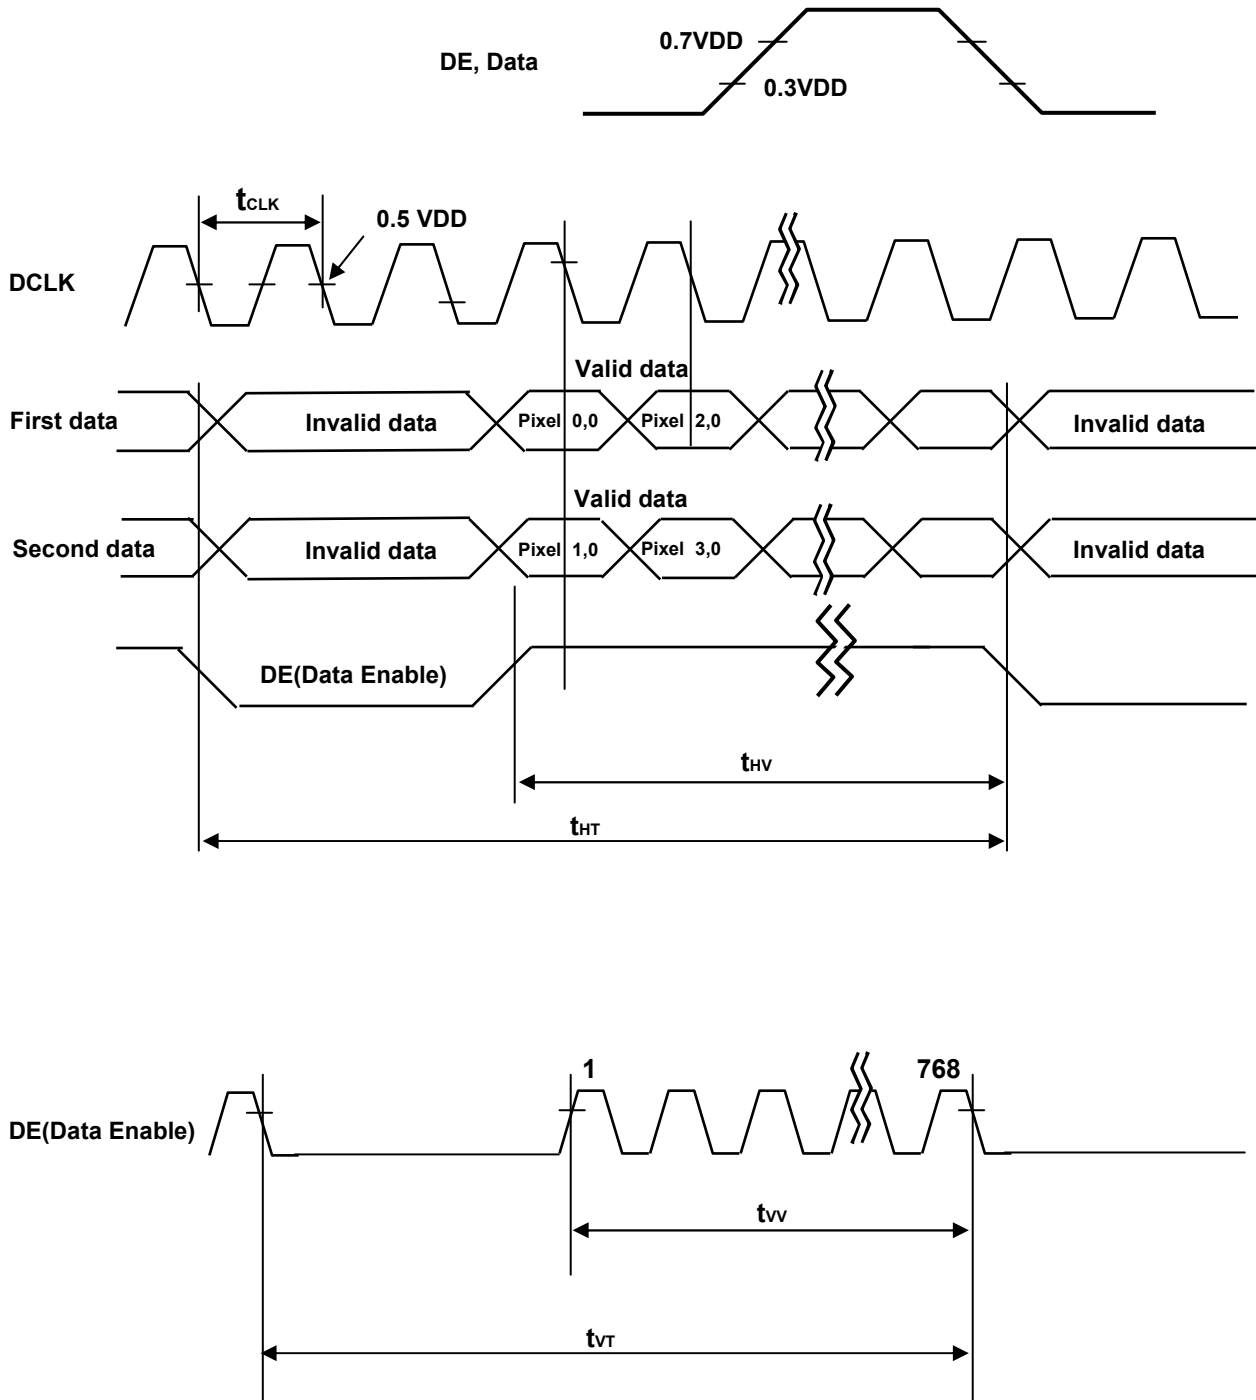 0.7VDD
DE, Data
0.3VDD
tCLK
0.5 VDD
DCLK
Valid data
First data
Invalid data
Pixel 0,0
Pixel 2,0
Invalid data
Valid data
Second data
Invalid data
Pixel 1,0
Pixel 3,0
Invalid data
DE(Data Enable)
tHV
tHT
1
768
DE(Data Enable)
tVV
tVT